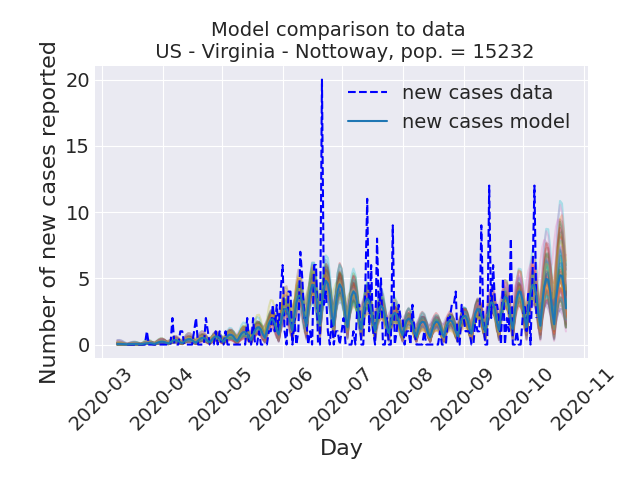 Model comparison to data
US - Virginia - Nottoway, pop. = 15232
Number of new cases reported
20
15
10
5
0
new cases data
new cases model
2020-03
2020-04
2020-05
2020-06
2020-07
2020-08
2020-09
2020-10
2020-11
Day